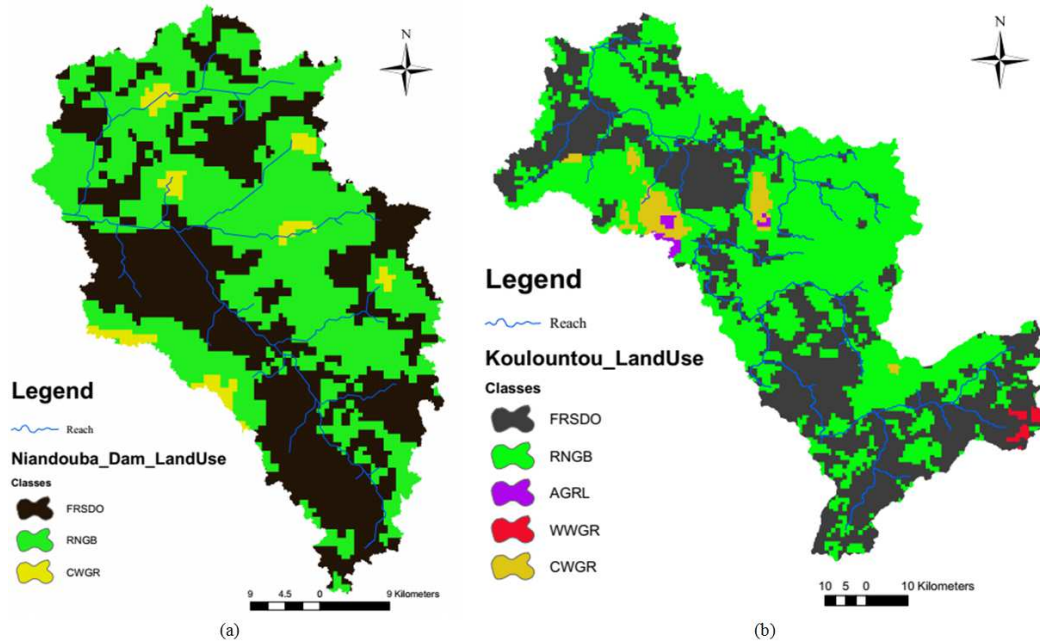 N
Legend
Reach
Niandouba_Dam_LandUse
Classes
FRSDO
RNGB
CWGR
9 4.5 0 9 Kilometers
(a)
N
Legend
Reach
Koulountou_LandUse
Classes
FRSDO
RNGB
AGRL
WWGR
CWGR
10 5 0 10 Kilometers
(b)